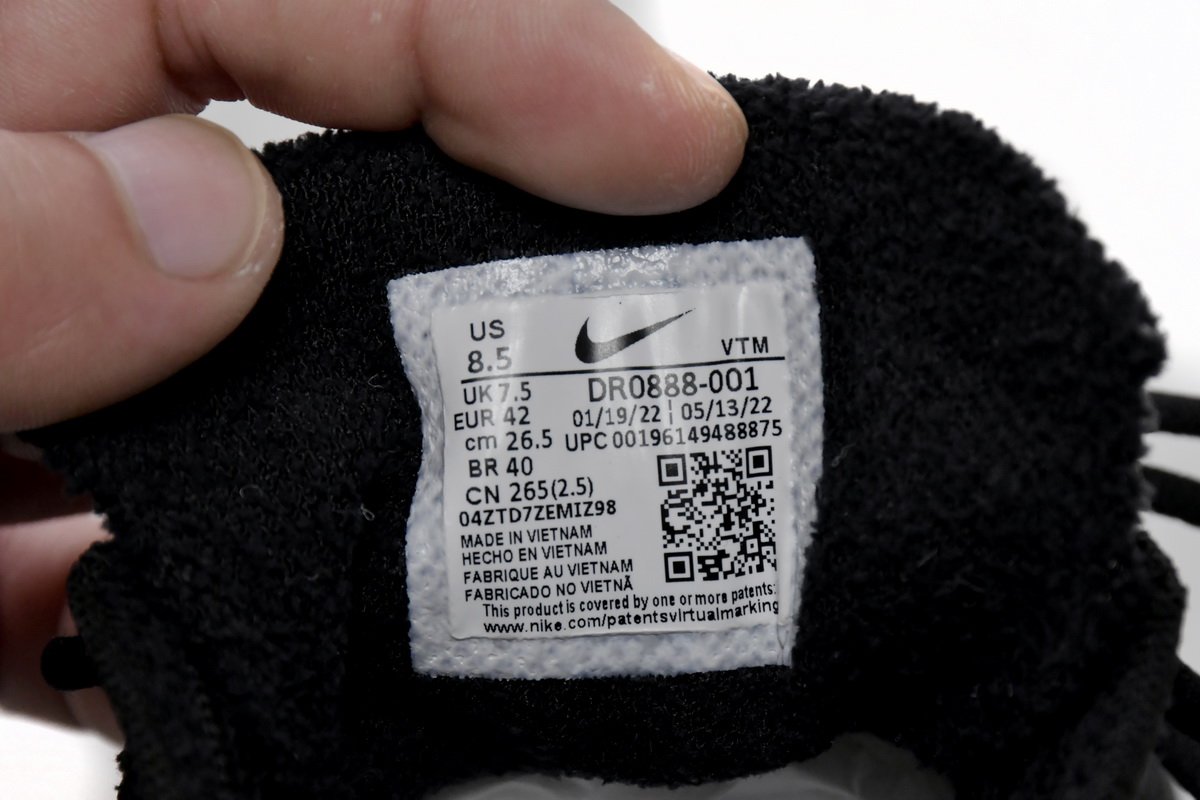 US
8.5
VTM
UK 7.5
DR0888-001
EUR 42
01/19/22 | 05/13/22
cm 26.5
UPC 00196149488875
BR 40
CN 265(2.5)
04ZTD7ZEMIZ98
MADE IN VIETNAM
HECHO EN VIETNAM
FABRIQUE AU VIETNAM
FABRICADO NO VIETNÃ
This product is covered by one or more patents:
www.nike.com/patentsvirtualmarking